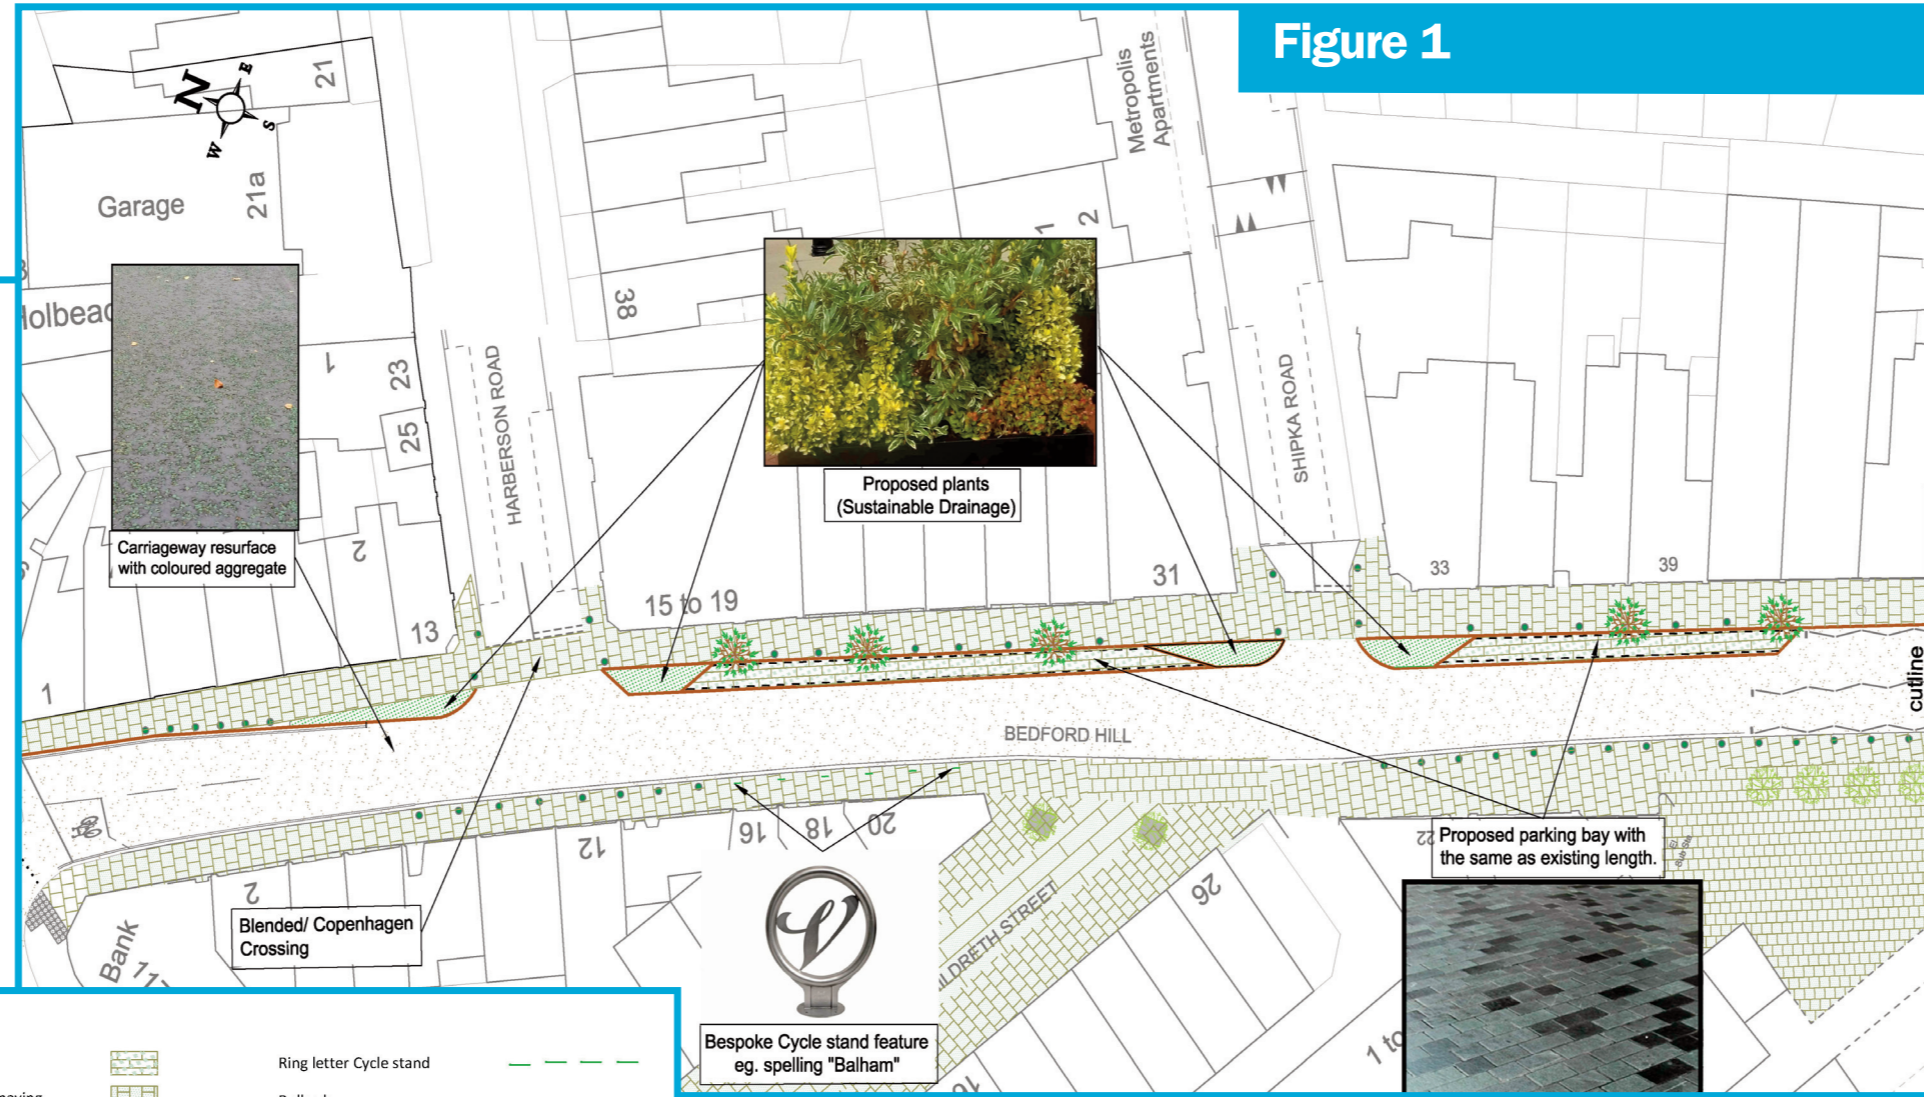 Figure 1
N
E
S
W
21
21a
Garage
Metropolis
Apartments
1
2
38
1
23
25
2
HARBERSON ROAD
SHIPKA ROAD
Proposed plants
(Sustainable Drainage)
Carriageway resurface
with coloured aggregate
1
13
15 to 19
31
33
39
BEDFORD HILL
cutline
2
12
16
18
20
22
26
Bank
Blended/ Copenhagen
Crossing
Proposed parking bay with
the same as existing length.
Bespoke Cycle stand feature
eg. spelling "Balham"
1 to
Ring letter Cycle stand